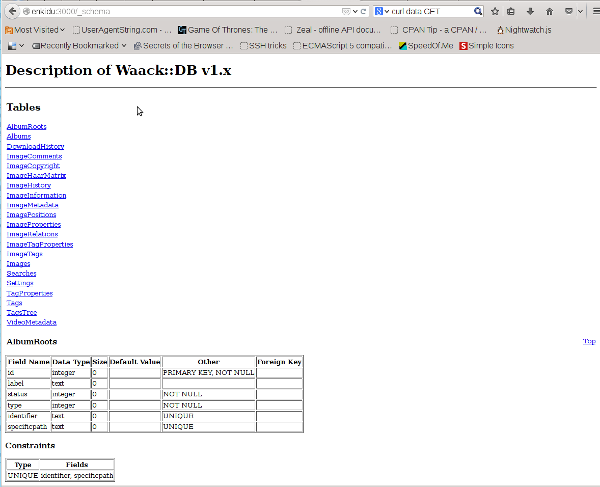 enkidu:3000/_schema
curl data GET
Most Visited
UserAgentString.com - ...
Game Of Thrones: The ...
Zeal - offline API docu...
CPAN Tip - a CPAN / ...
Nightwatch.js
Recently Bookmarked
Secrets of the Browser ...
SSH tricks
ECMAScript 5 compati...
SpeedOf.Me
Simple Icons
Description of Waack::DB v1.x
Tables
AlbumRoots
Albums
DownloadHistory
ImageComments
ImageCopyright
ImageHaarMatrix
ImageHistory
ImageInformation
ImageMetadata
ImagePositions
ImageProperties
ImageRelations
ImageTagProperties
ImageTags
Images
Searches
Settings
TagProperties
Tags
TagsTree
VideoMetadata
AlbumRoots Top
Field Name Data Type Size Default Value Other Foreign Key
id integer 0 PRIMARY KEY, NOT NULL
label text 0
status integer 0 NOT NULL
type integer 0 NOT NULL
identifier text 0 UNIQUE
specificpath text 0 UNIQUE
Constraints
Type Fields
UNIQUE identifier, specificpath